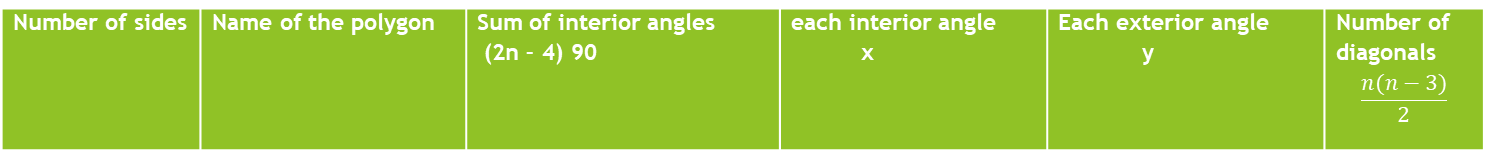 Number of sides
Name of the polygon
Sum of interior angles
(2n – 4) 90
each interior angle
x
Each exterior angle
y
Number of
diagonals
n(n − 3)
2